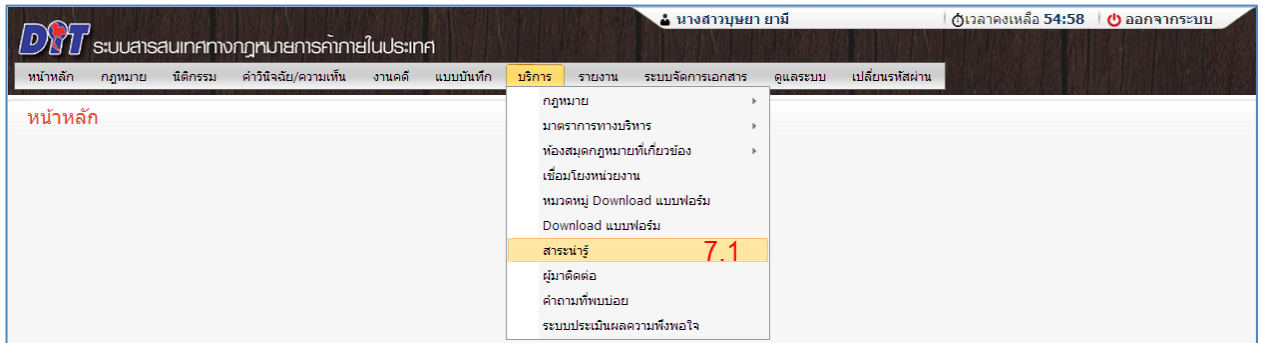 นางสาวบุษยา ยามี เวลาคงเหลือ 54:58 ออกจากระบบ
DIT ระบบสารสนเทศทางกฎหมายการค้าภายในประเทศ
หน้าหลัก กฎหมาย นิติกรรม คำวินิจฉัย/ความเห็น งานคดี แบบบันทึก บริการ รายงาน ระบบจัดการเอกสาร ดูแลระบบ เปลี่ยนรหัสผ่าน
หน้าหลัก
กฎหมาย
มาตราการทางบริหาร
ห้องสมุดกฎหมายที่เกี่ยวข้อง
เชื่อมโยงหน่วยงาน
หมวดหมู่ Download แบบฟอร์ม
Download แบบฟอร์ม
สาระน่ารู้ 7.1
ผู้มาติดต่อ
คำถามที่พบบ่อย
ระบบประเมินผลความพึงพอใจ